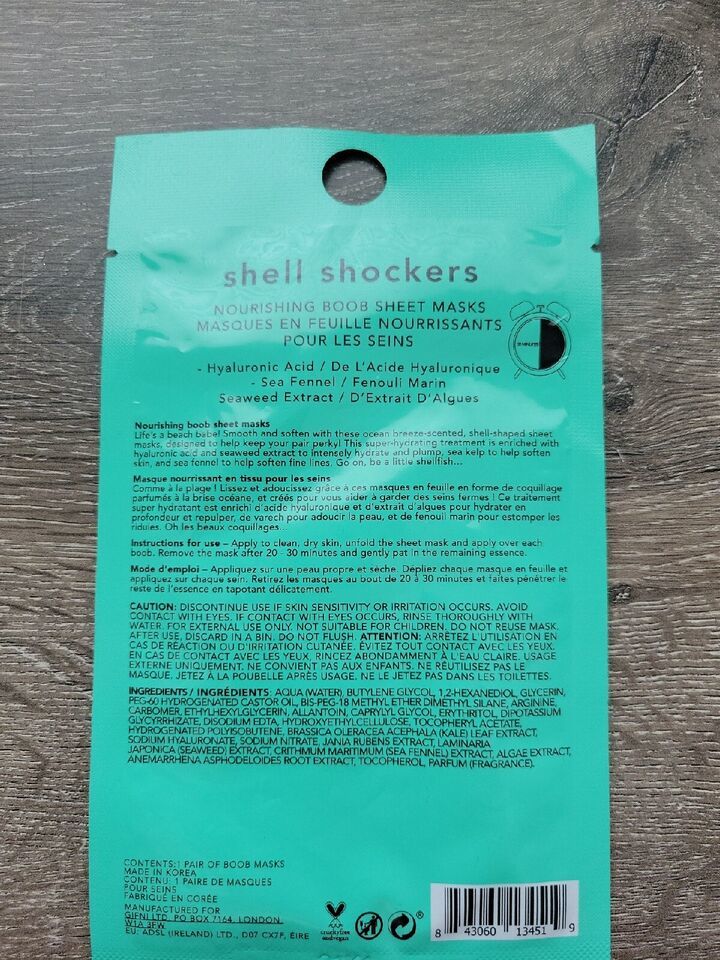 shell shockers
NOURISHING BOOB SHEET MASKS
MASQUES EN FEUILLE NOURRISSANTS
POUR LES SEINS
- Hyaluronic Acid / De L'Acide Hyaluronique
- Sea Fennel / Fenouli Marin
Seaweed Extract / D'Extrait D'Algues
Nourishing boob sheet masks
Life's a beach babe! Smooth and soften with these ocean breeze-scented, shell-shaped sheet
masks, designed to help keep your pair perky! This super-hydrating treatment is enriched with
hyaluronic acid and seaweed extract to intensely hydrate and plump, sea kelp to help soften
skin, and sea fennel to help soften fine lines. Go on, be a little shellfish...
Masque nourrissant en tissu pour les seins
Comme à la plage ! Lissez et adoucissez grâce à ces masques en feuille en forme de coquillage
parfumés à la brise océane, et créés pour vous aider à garder des seins fermes ! Ce traitement
super hydratant est enrichi d'acide hyaluronique et d'extrait d'algues pour hydrater en
profondeur et repulper, de varech pour adoucir la peau, et de fenouil marin pour estomper les
ridules. Oh les beaux coquillages...
Instructions for use – Apply to clean, dry skin, unfold the sheet mask and apply over each
boob. Remove the mask after 20 - 30 minutes and gently pat in the remaining essence.
Mode d'emploi – Appliquez sur une peau propre et sèche. Dépliez chaque masque en feuille et
appliquez sur chaque sein. Retirez les masques au bout de 20 à 30 minutes et faites pénétrer le
reste de l'essence en tapotant délicatement.
CAUTION: DISCONTINUE USE IF SKIN SENSITIVITY OR IRRITATION OCCURS. AVOID
CONTACT WITH EYES. IF CONTACT WITH EYES OCCURS, RINSE THOROUGHLY WITH
WATER. FOR EXTERNAL USE ONLY. NOT SUITABLE FOR CHILDREN. DO NOT REUSE MASK.
AFTER USE, DISCARD IN A BIN. DO NOT FLUSH. ATTENTION: ARRÊTEZ L'UTILISATION EN
CAS DE RÉACTION OU D'IRRITATION CUTANÉE. ÉVITEZ TOUT CONTACT AVEC LES YEUX.
EN CAS DE CONTACT AVEC LES YEUX, RINCEZ ABONDAMMENT À L'EAU CLAIRE. USAGE
EXTERNE UNIQUEMENT. NE CONVIENT PAS AUX ENFANTS. NE RÉUTILISEZ PAS LE
MASQUE. JETEZ À LA POUBELLE APRÈS USAGE. NE LE JETEZ PAS DANS LES TOILETTES.
INGREDIENTS / INGRÉDIENTS: AQUA (WATER), BUTYLENE GLYCOL, 1,2-HEXANEDIOL, GLYCERIN,
PEG-60 HYDROGENATED CASTOR OIL, BIS-PEG-18 METHYL ETHER DIMETHYL SILANE, ARGININE,
CARBOMER, ETHYLHEXYLGLYCERIN, ALLANTOIN, CAPRYLYL GLYCOL, ERYTHRITOL, DIPOTASSIUM
GLYCYRRHIZATE, DISODIUM EDTA, HYDROXYETHYLCELLULOSE, TOCOPHERYL ACETATE,
HYDROGENATED POLYISOBUTENE, BRASSICA OLERACEA ACEPHALA (KALE) LEAF EXTRACT,
SODIUM HYALURONATE, SODIUM NITRATE, JANIA RUBENS EXTRACT, LAMINARIA
JAPONICA (SEAWEED) EXTRACT, CRITHMUM MARITIMUM (SEA FENNEL) EXTRACT, ALGAE EXTRACT,
ANEMARRHENA ASPHODELOIDES ROOT EXTRACT, TOCOPHEROL, PARFUM (FRAGRANCE).
CONTENTS:1 PAIR OF BOOB MASKS
MADE IN KOREA
CONTENU: 1 PAIRE DE MASQUES
POUR SEINS
FABRIQUÉ EN CORÉE
MANUFACTURED FOR
GIFNI LTD, PO BOX 7164, LONDON,
W1A 3FW
EU: ADSL (IRELAND) LTD., D07 CX7F, ÉIRE
crueltyfree
and vegan
8 43060 13451 9